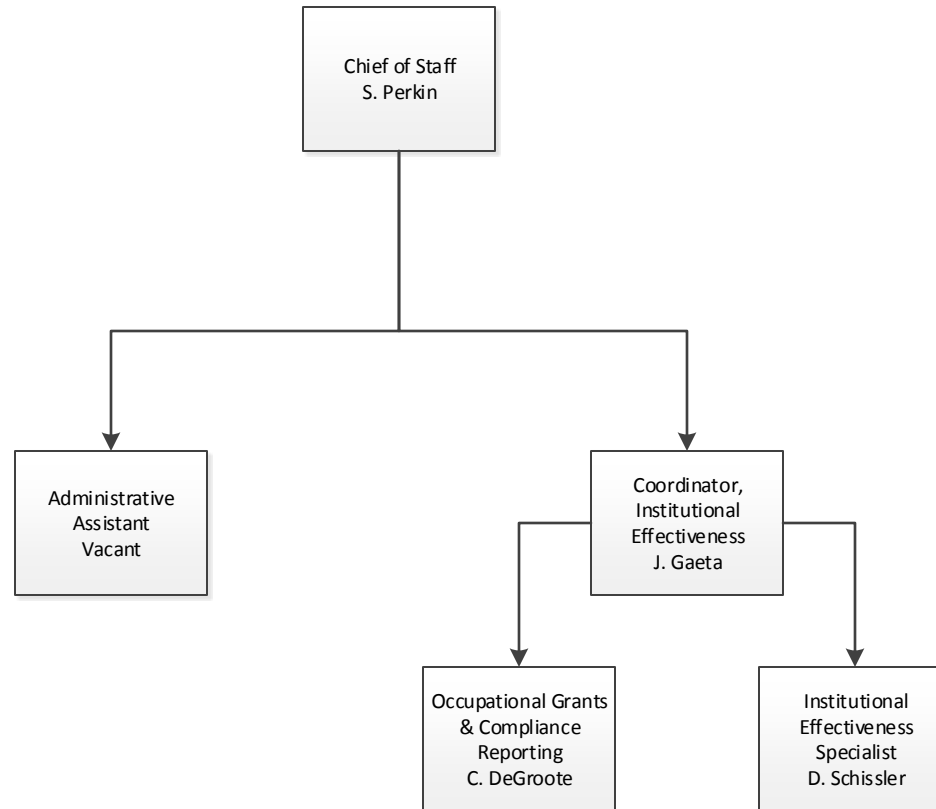 Chief of Staff
S. Perkin
Administrative
Assistant
Vacant
Coordinator,
Institutional
Effectiveness
J. Gaeta
Occupational Grants
& Compliance
Reporting
C. DeGroote
Institutional
Effectiveness
Specialist
D. Schissler